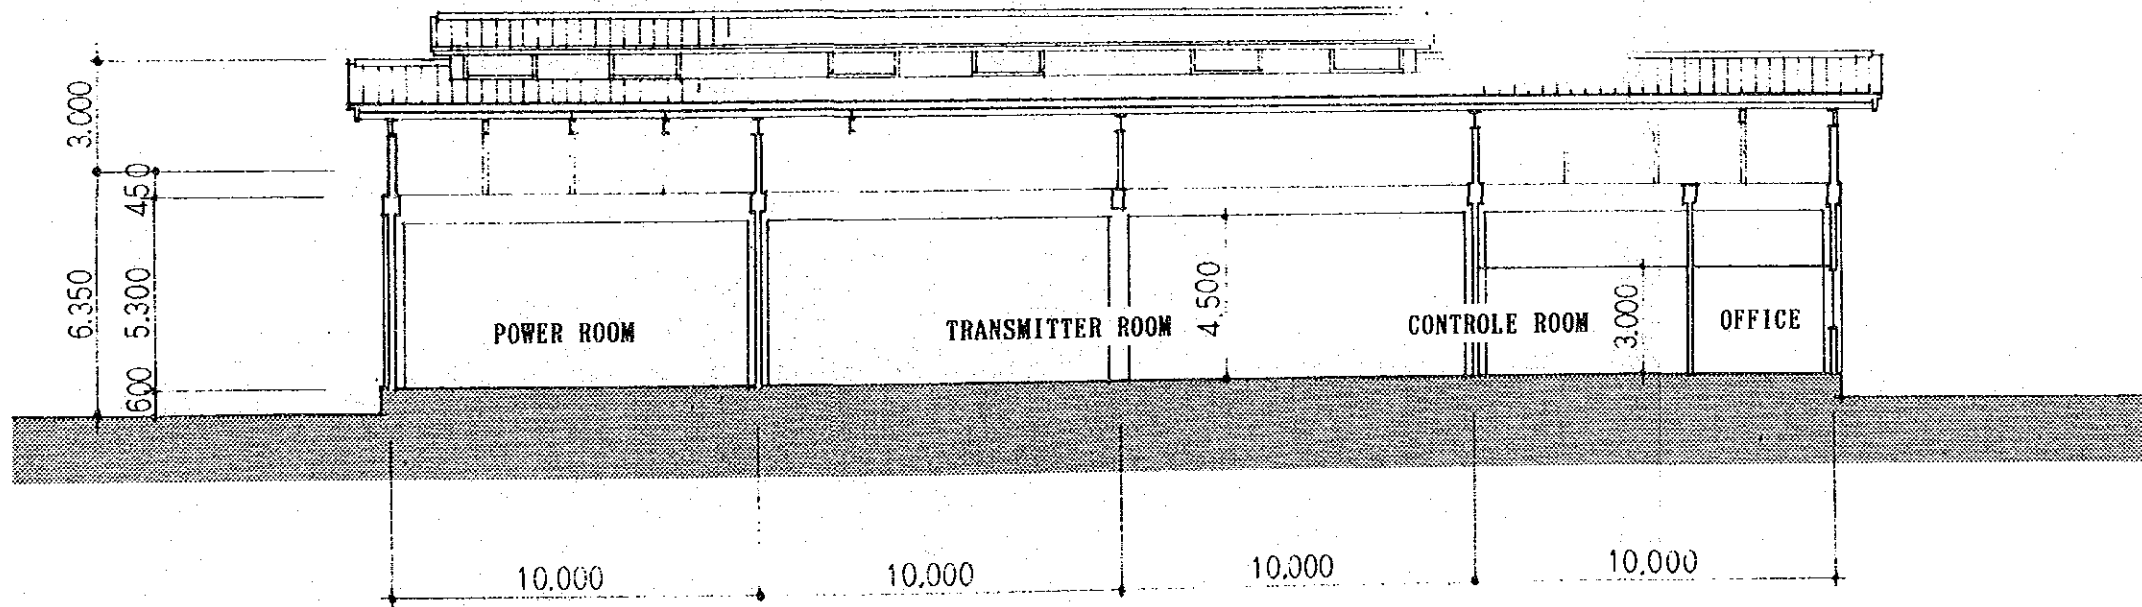 3.000
450
6.350
5.300
600
POWER ROOM
TRANSMITTER ROOM
4.500
CONTROLE ROOM
3.000
OFFICE
10,000
10,000
10,000
10,000